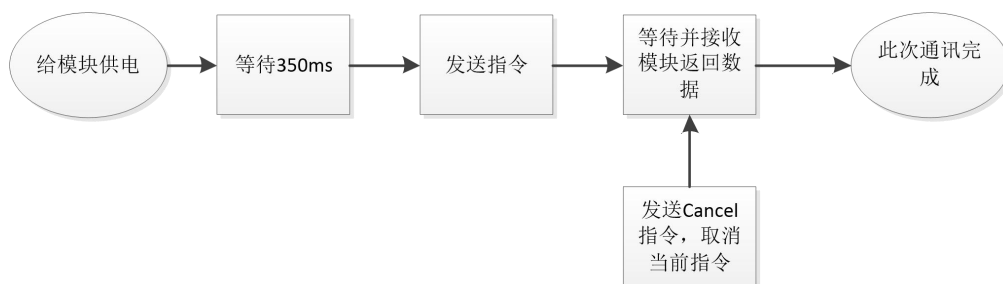 给模块供电
等待350ms
发送指令
等待并接收
模块返回数
据
此次通讯完
成
发送Cancel
指令，取消
当前指令